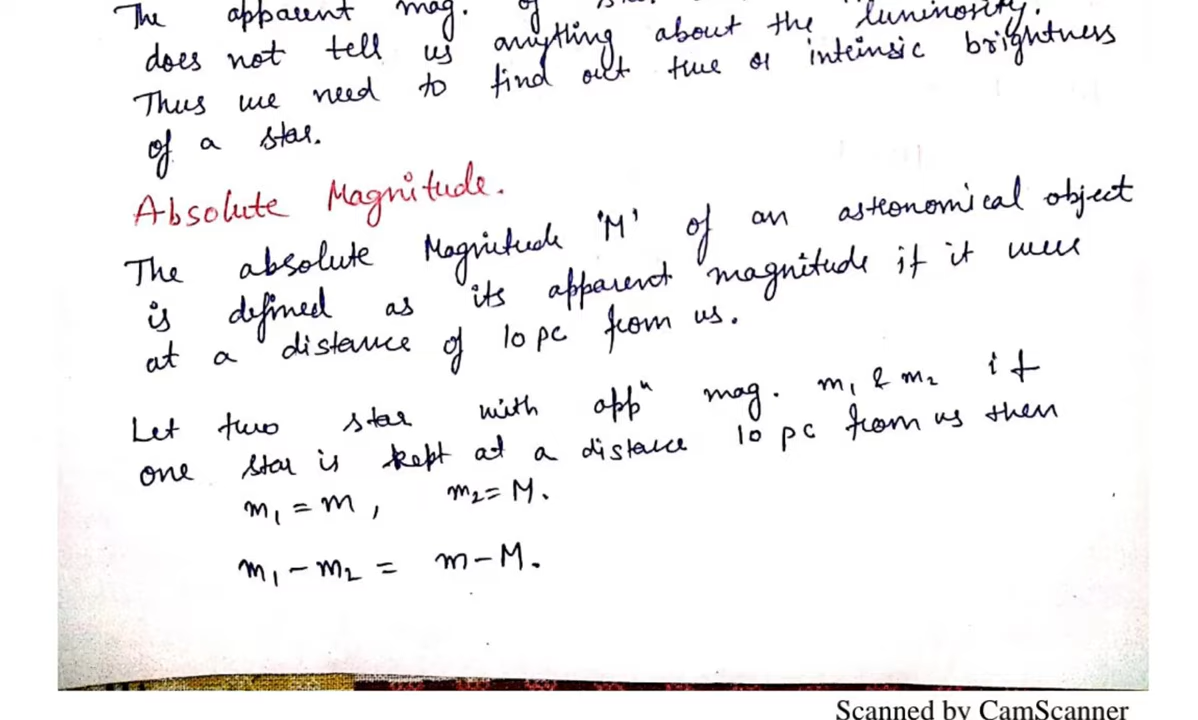 The apparent mag. of
does not tell us anything about the luminosity.
Thus we need to find out true or intrinsic brightness
of a star.
Absolute Magnitude.
The absolute Magnitude 'M' of an astronomical object
is defined as its apparent magnitude if it were
at a distance of 10 pc from us.
Let two star with appⁿ mag. m₁ & m₂ if
one star is kept at a distance 10 pc from us then
m₁ = m, m₂ = M.
m₁ - m₂ = m - M.
Scanned by CamScanner